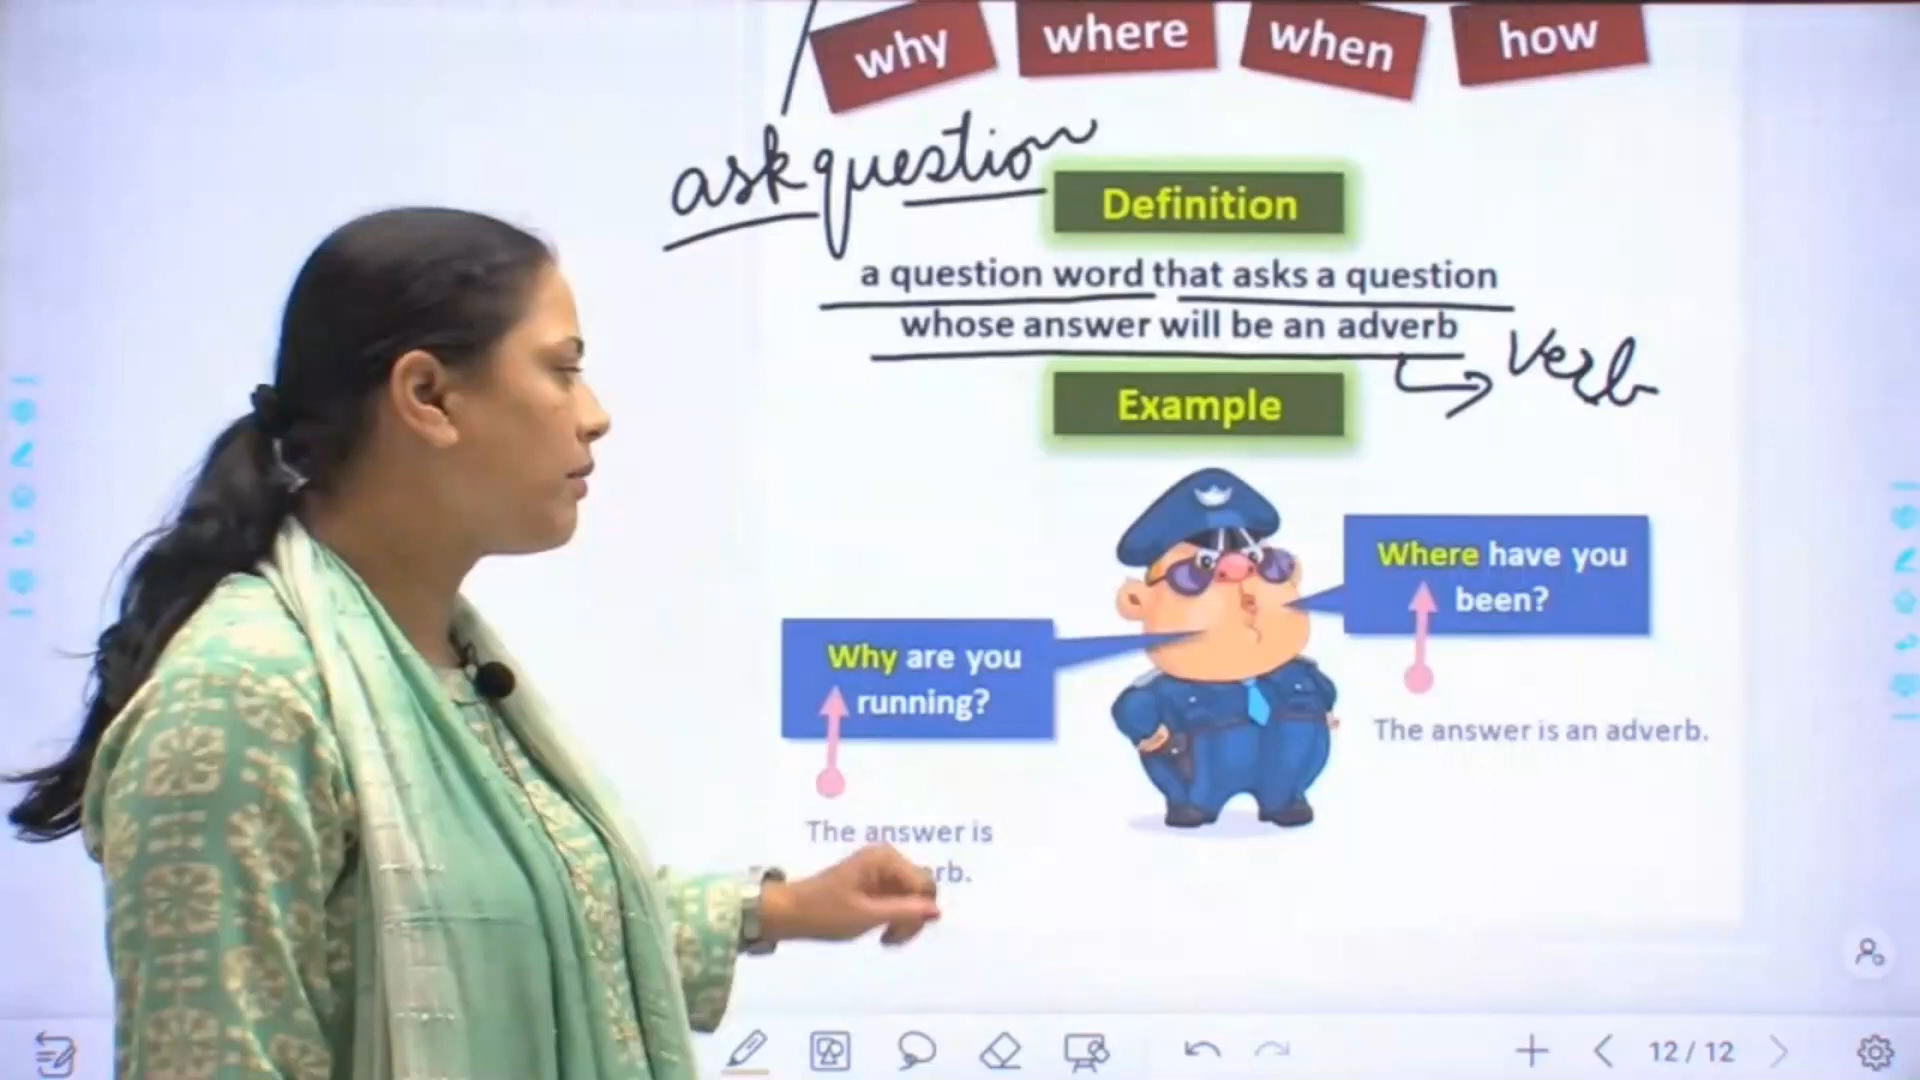 why where when how
ask question
Definition
a question word that asks a question
whose answer will be an adverb
Verb
Example
Where have you
been?
Why are you
running?
The answer is an adverb.
The answer is
12 / 12